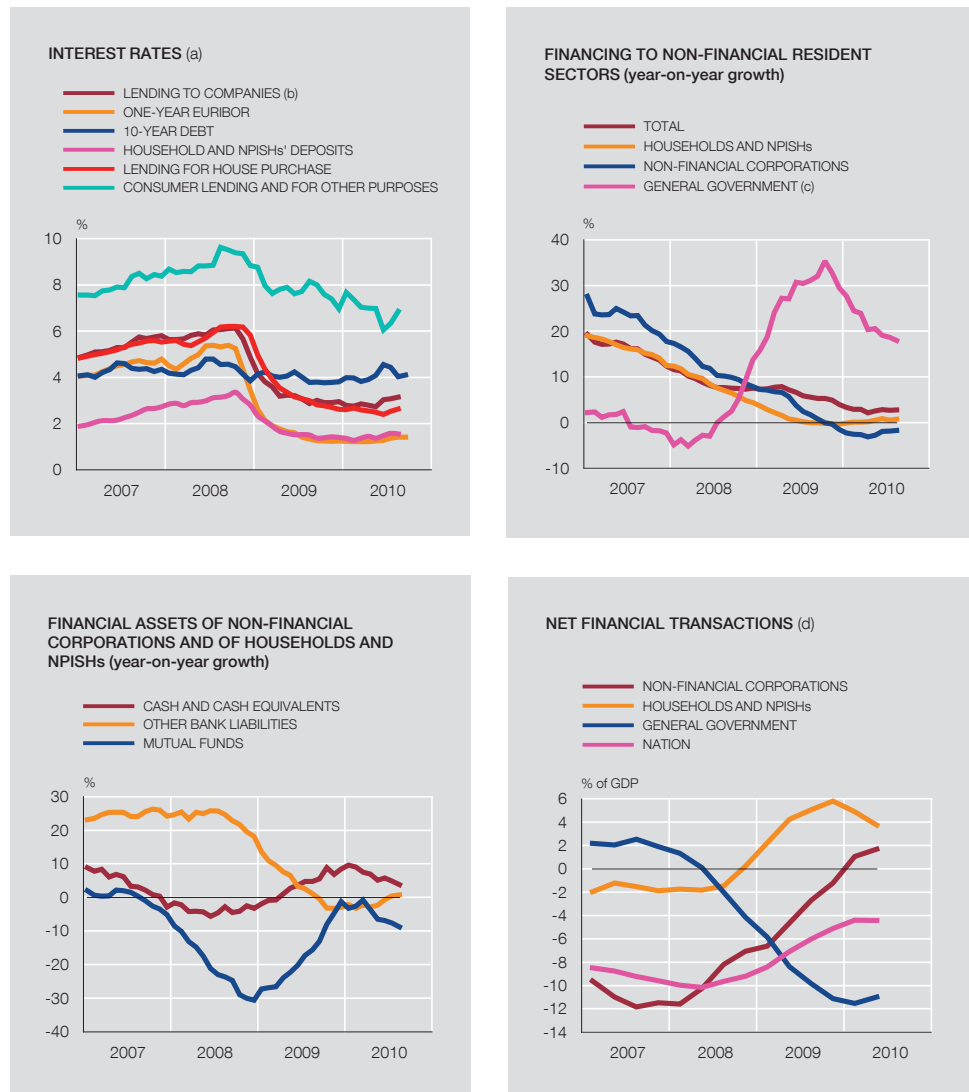 INTEREST RATES (a)
LENDING TO COMPANIES (b)
ONE-YEAR EURIBOR
10-YEAR DEBT
HOUSEHOLD AND NPISHs' DEPOSITS
LENDING FOR HOUSE PURCHASE
CONSUMER LENDING AND FOR OTHER PURPOSES
%
10
8
6
4
2
0
2007 2008 2009 2010
FINANCING TO NON-FINANCIAL RESIDENT
SECTORS (year-on-year growth)
TOTAL
HOUSEHOLDS AND NPISHs
NON-FINANCIAL CORPORATIONS
GENERAL GOVERNMENT (c)
%
40
30
20
10
0
-10
2007 2008 2009 2010
FINANCIAL ASSETS OF NON-FINANCIAL
CORPORATIONS AND OF HOUSEHOLDS AND
NPISHs (year-on-year growth)
CASH AND CASH EQUIVALENTS
OTHER BANK LIABILITIES
MUTUAL FUNDS
%
30
20
10
0
-10
-20
-30
-40
2007 2008 2009 2010
NET FINANCIAL TRANSACTIONS (d)
NON-FINANCIAL CORPORATIONS
HOUSEHOLDS AND NPISHs
GENERAL GOVERNMENT
NATION
% of GDP
6
4
2
0
-2
-4
-6
-8
-10
-12
-14
2007 2008 2009 2010